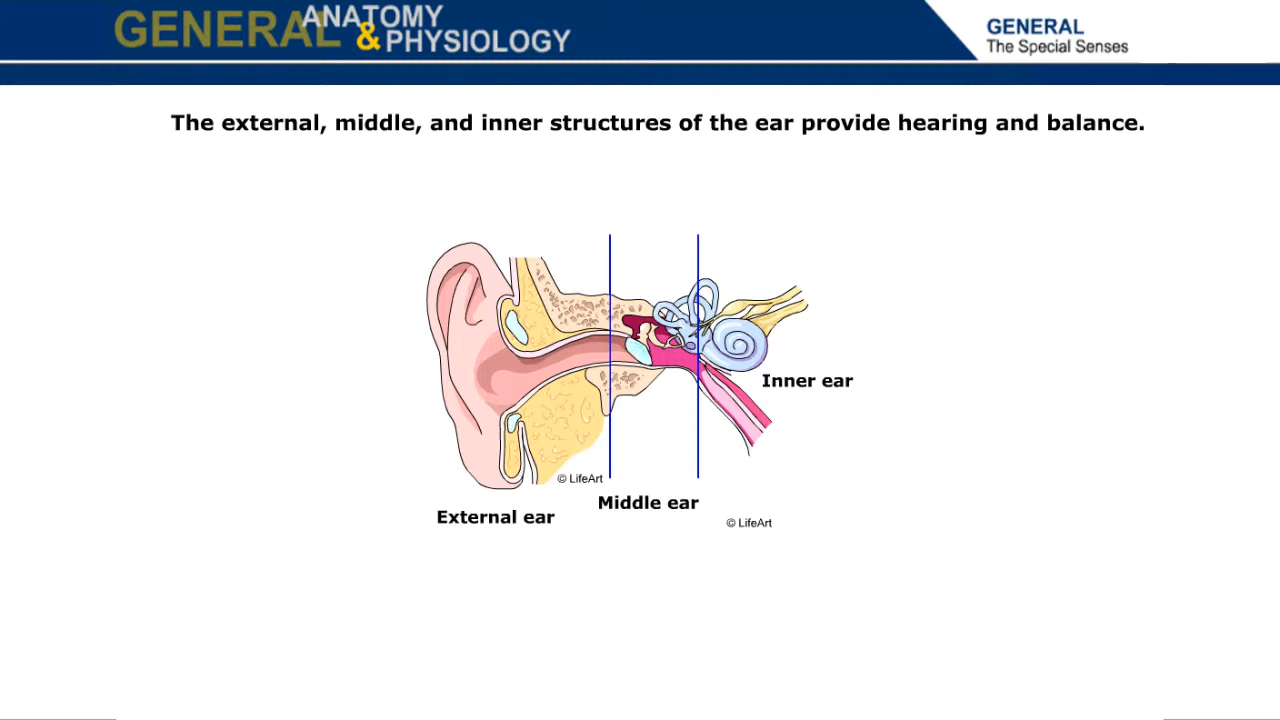 GENERAL ANATOMY
& PHYSIOLOGY
GENERAL
The Special Senses
The external, middle, and inner structures of the ear provide hearing and balance.
Inner ear
© LifeArt
Middle ear
External ear
© LifeArt